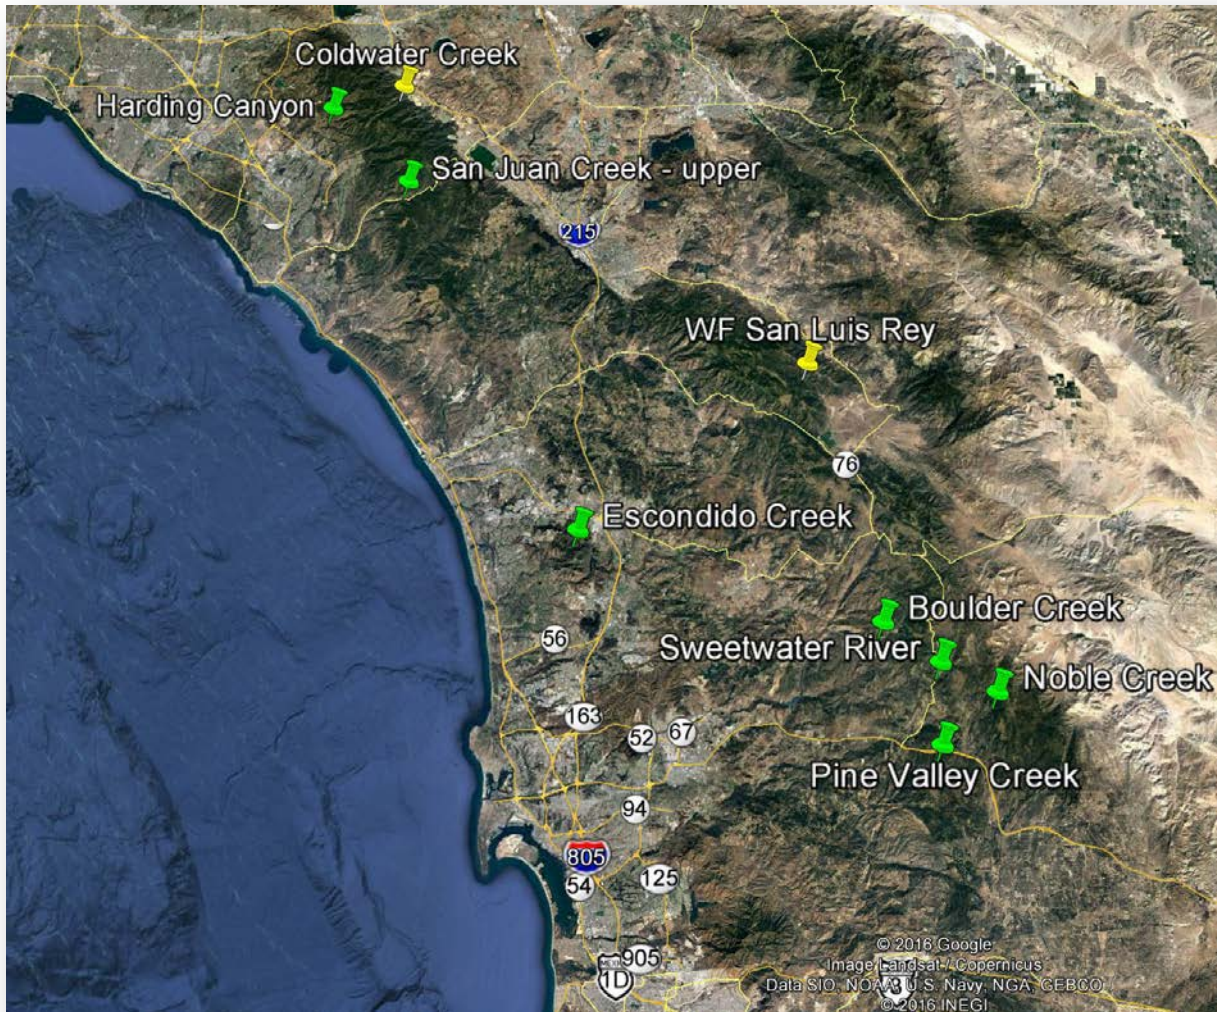 Coldwater Creek
Harding Canyon
San Juan Creek - upper
215
WF San Luis Rey
76
Escondido Creek
Boulder Creek
56
Sweetwater River
Noble Creek
163
52
67
Pine Valley Creek
94
805
54
125
905
1D
© 2016 Google
Image Landsat / Copernicus
Data SIO, NOAA, U.S. Navy, NGA, GEBCO
© 2016 INEGI